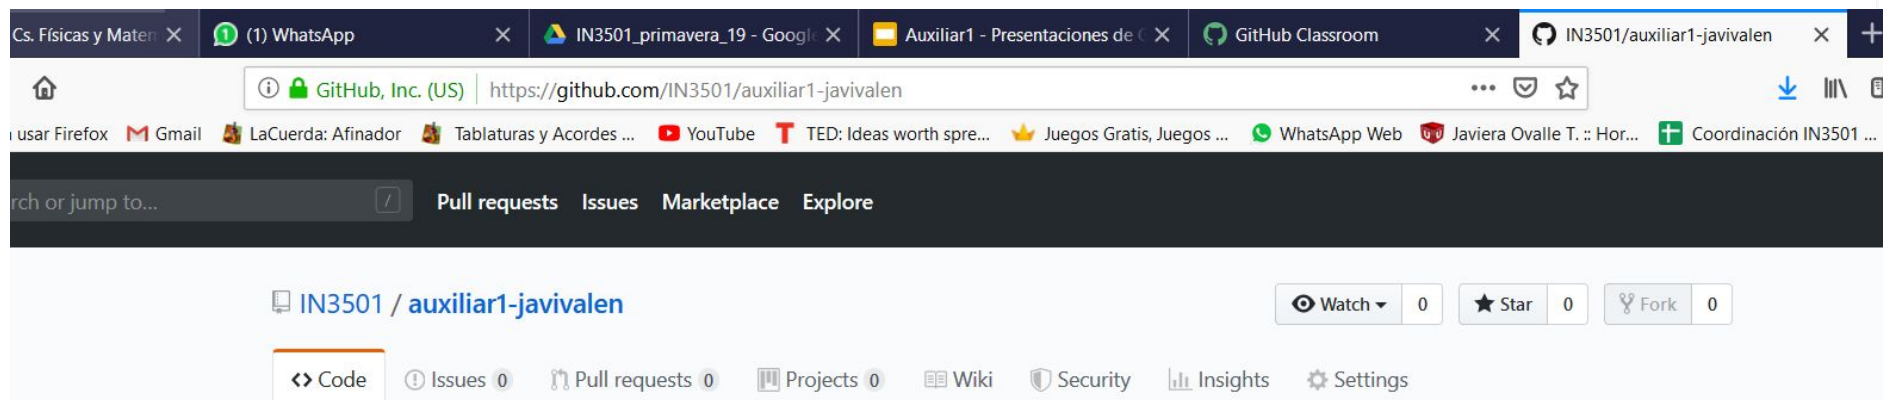 Cs. Físicas y Matem (1) WhatsApp IN3501_primavera_19 - Google Auxiliar1 - Presentaciones de G GitHub Classroom IN3501/auxiliar1-javivalen
GitHub, Inc. (US) https://github.com/IN3501/auxiliar1-javivalen
usar Firefox Gmail LaCuerda: Afinador Tablaturas y Acordes ... YouTube TED: Ideas worth spre... Juegos Gratis, Juegos ... WhatsApp Web Javiera Ovalle T. :: Hor... Coordinación IN3501 ...
rch or jump to... / Pull requests Issues Marketplace Explore
IN3501 / auxiliar1-javivalen Watch 0 Star 0 Fork 0
Code Issues 0 Pull requests 0 Projects 0 Wiki Security Insights Settings